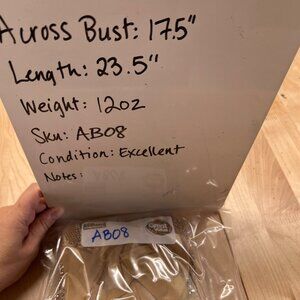 Across Bust: 17.5"
Length: 23.5"
Weight: 12oz
Sku: AB08
Condition: Excellent
Notes:
AB08